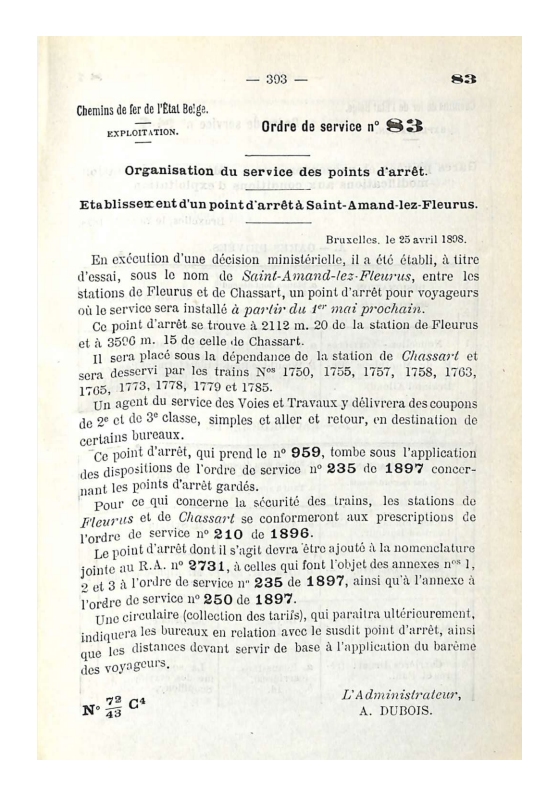 — 393 — 83
Chemins de fer de l'État Belge.
EXPLOITATION.
Ordre de service n° 83
Organisation du service des points d'arrêt.
Etablissement d'un point d'arrêt à Saint-Amand-lez-Fleurus.
Bruxelles, le 25 avril 1898.
En exécution d'une décision ministérielle, il a été établi, à titre
d'essai, sous le nom de Saint-Amand-lez-Fleurus, entre les
stations de Fleurus et de Chassart, un point d'arrêt pour voyageurs
où le service sera installé à partir du 1er mai prochain.
Ce point d'arrêt se trouve à 2112 m. 20 de la station de Fleurus
et à 3596 m. 15 de celle de Chassart.
Il sera placé sous la dépendance de la station de Chassart et
sera desservi par les trains Nos 1750, 1755, 1757, 1758, 1763,
1765, 1773, 1778, 1779 et 1785.
Un agent du service des Voies et Travaux y délivrera des coupons
de 2e et de 3e classe, simples et aller et retour, en destination de
certains bureaux.
Ce point d'arrêt, qui prend le n° 959, tombe sous l'application
des dispositions de l'ordre de service n° 235 de 1897 concer-
nant les points d'arrêt gardés.
Pour ce qui concerne la sécurité des trains, les stations de
Fleurus et de Chassart se conformeront aux prescriptions de
l'ordre de service n° 210 de 1896.
Le point d'arrêt dont il s'agit devra être ajouté à la nomenclature
jointe au R.A. n° 2731, à celles qui font l'objet des annexes nos 1,
2 et 3 à l'ordre de service n° 235 de 1897, ainsi qu'à l'annexe à
l'ordre de service n° 250 de 1897.
Une circulaire (collection des tarifs), qui paraîtra ultérieurement,
indiquera les bureaux en relation avec le susdit point d'arrêt, ainsi
que les distances devant servir de base à l'application du barème
des voyageurs.
N° 72/43 C4
L'Administrateur,
A. DUBOIS.